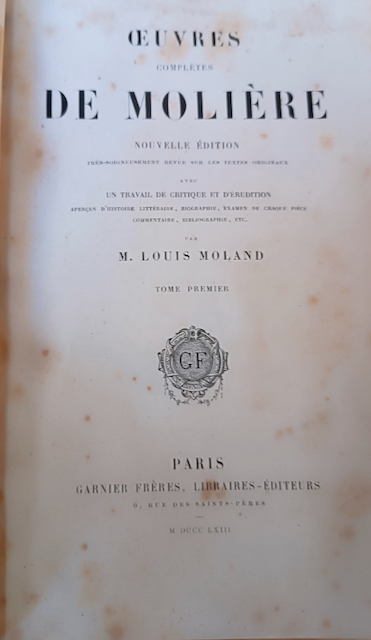 ŒUVRES
COMPLÈTES
DE MOLIÈRE
NOUVELLE ÉDITION
TRÈS-SOIGNEUSEMENT REVUE SUR LES TEXTES ORIGINAUX
AVEC
UN TRAVAIL DE CRITIQUE ET D'ÉRUDITION
APERÇUS D'HISTOIRE LITTÉRAIRE, BIOGRAPHIE, EXAMEN DE CHAQUE PIÈCE
COMMENTAIRE, BIBLIOGRAPHIE, ETC.
PAR
M. LOUIS MOLAND
TOME PREMIER
GF
PARIS
GARNIER FRÈRES, LIBRAIRES-ÉDITEURS
6, RUE DES SAINTS-PÈRES
M DCCC LXIII